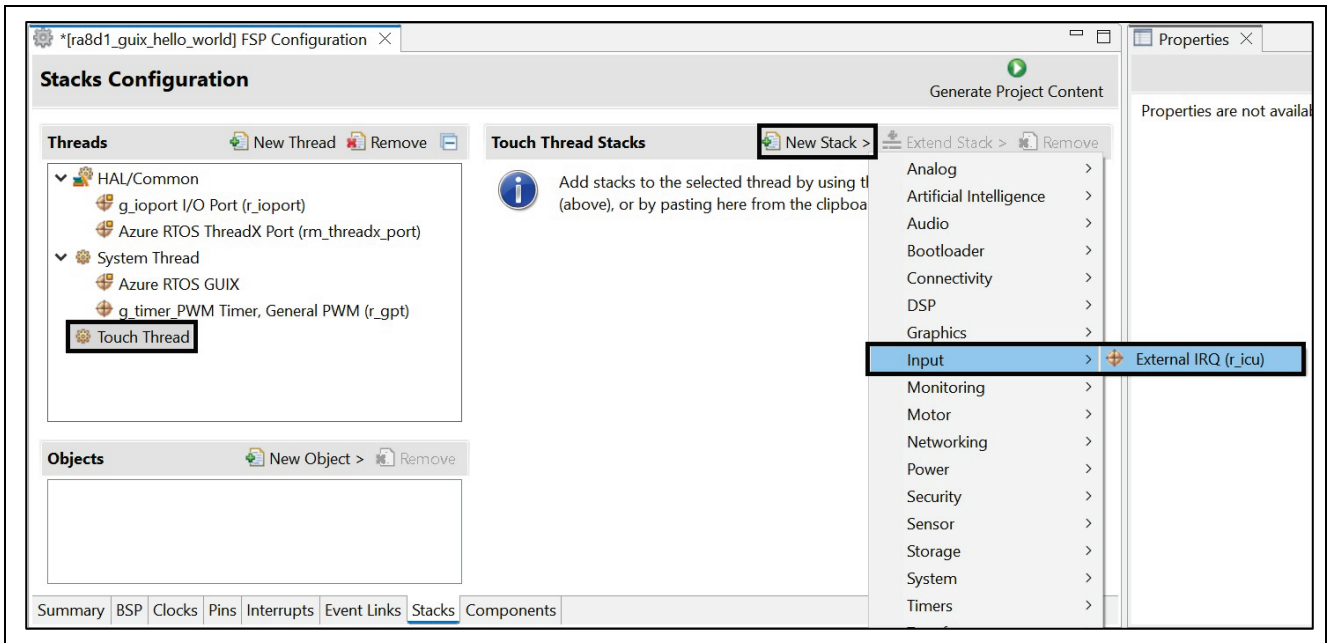 *[ra8d1_guix_hello_world] FSP Configuration
Properties
Stacks Configuration
Generate Project Content
Properties are not availab
Threads
New Thread
Remove
Touch Thread Stacks
New Stack >
Extend Stack >
Remove
HAL/Common
g_ioport I/O Port (r_ioport)
Azure RTOS ThreadX Port (rm_threadx_port)
System Thread
Azure RTOS GUIX
g_timer_PWM Timer, General PWM (r_gpt)
Touch Thread
Add stacks to the selected thread by using th
(above), or by pasting here from the clipboa
Analog
Artificial Intelligence
Audio
Bootloader
Connectivity
DSP
Graphics
Input
External IRQ (r_icu)
Monitoring
Motor
Networking
Power
Security
Sensor
Storage
System
Timers
Objects
New Object >
Remove
Summary BSP Clocks Pins Interrupts Event Links Stacks Components